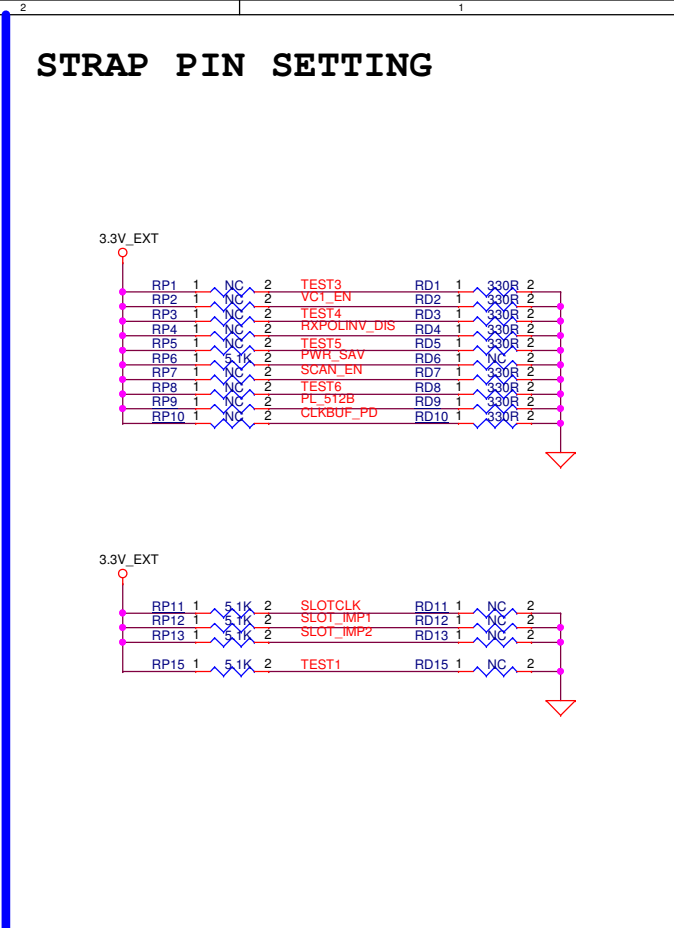 2 1
STRAP PIN SETTING
3.3V_EXT
RP1 1 NC 2 TEST3 RD1 1 330R 2
RP2 1 NC 2 VC1_EN RD2 1 330R 2
RP3 1 NC 2 TEST4 RD3 1 330R 2
RP4 1 NC 2 RXPOLINV_DIS RD4 1 330R 2
RP5 1 NC 2 TEST5 RD5 1 330R 2
RP6 1 5.1K 2 PWR_SAV RD6 1 NC 2
RP7 1 NC 2 SCAN_EN RD7 1 330R 2
RP8 1 NC 2 TEST6 RD8 1 330R 2
RP9 1 NC 2 PL_512B RD9 1 330R 2
RP10 1 NC 2 CLKBUF_PD RD10 1 330R 2
3.3V_EXT
RP11 1 5.1K 2 SLOTCLK RD11 1 NC 2
RP12 1 5.1K 2 SLOT_IMP1 RD12 1 NC 2
RP13 1 5.1K 2 SLOT_IMP2 RD13 1 NC 2
RP15 1 5.1K 2 TEST1 RD15 1 NC 2